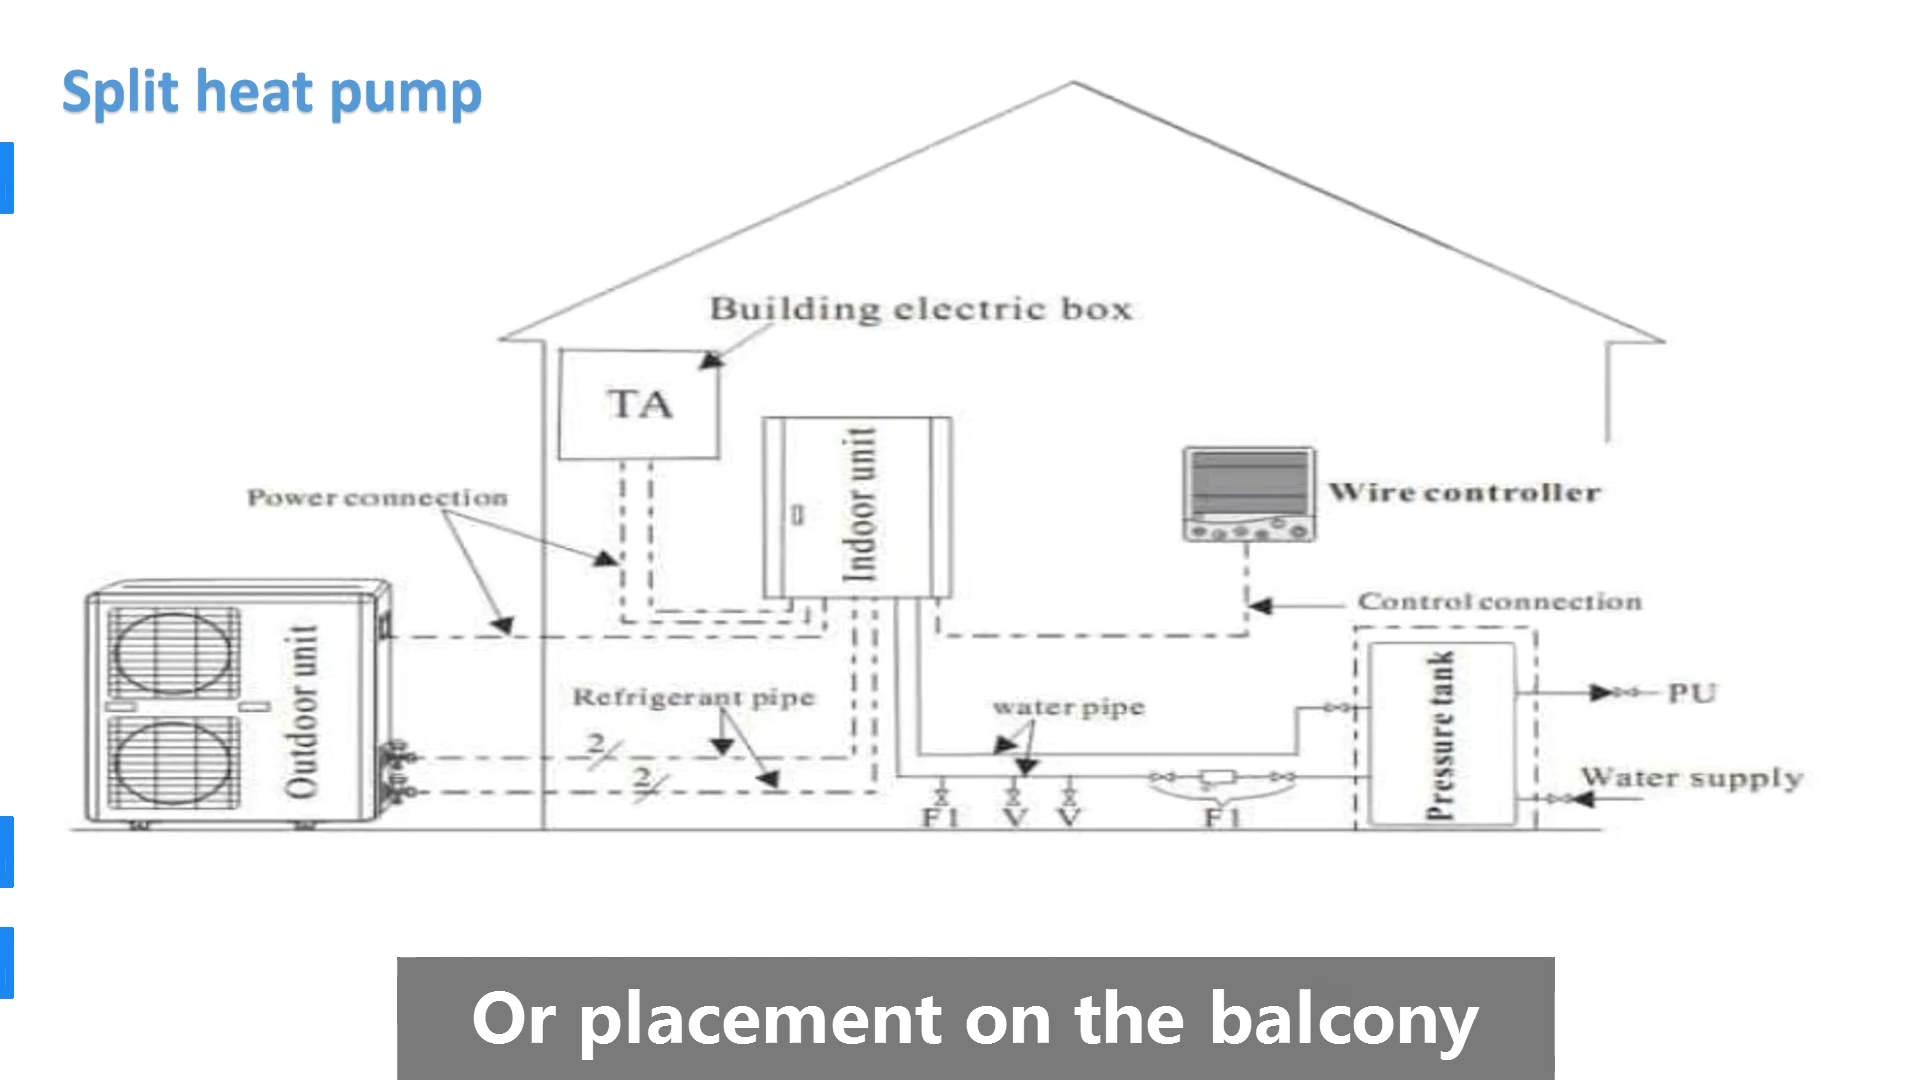 Split heat pump
Building electric box
TA
Power connection
Indoor unit
Wire controller
Control connection
Outdoor unit
Refrigerant pipe
2
2
water pipe
Pressure tank
PU
Water supply
F1
V
V
F1
Or placement on the balcony